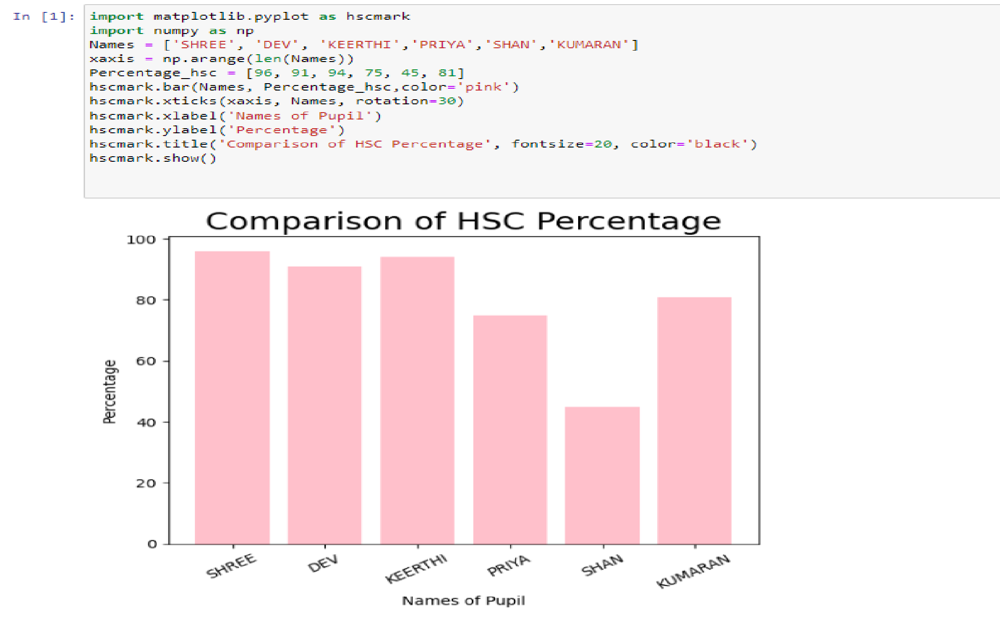 In [1]:
import matplotlib.pyplot as hscmark
import numpy as np
Names = ['SHREE', 'DEV', 'KEERTHI','PRIYA','SHAN','KUMARAN']
xaxis = np.arange(len(Names))
Percentage_hsc = [96, 91, 94, 75, 45, 81]
hscmark.bar(Names, Percentage_hsc,color='pink')
hscmark.xticks(xaxis, Names, rotation=30)
hscmark.xlabel('Names of Pupil')
hscmark.ylabel('Percentage')
hscmark.title('Comparison of HSC Percentage', fontsize=20, color='black')
hscmark.show()
Comparison of HSC Percentage
100
80
60
40
20
0
Percentage
SHREE
DEV
KEERTHI
PRIYA
SHAN
KUMARAN
Names of Pupil